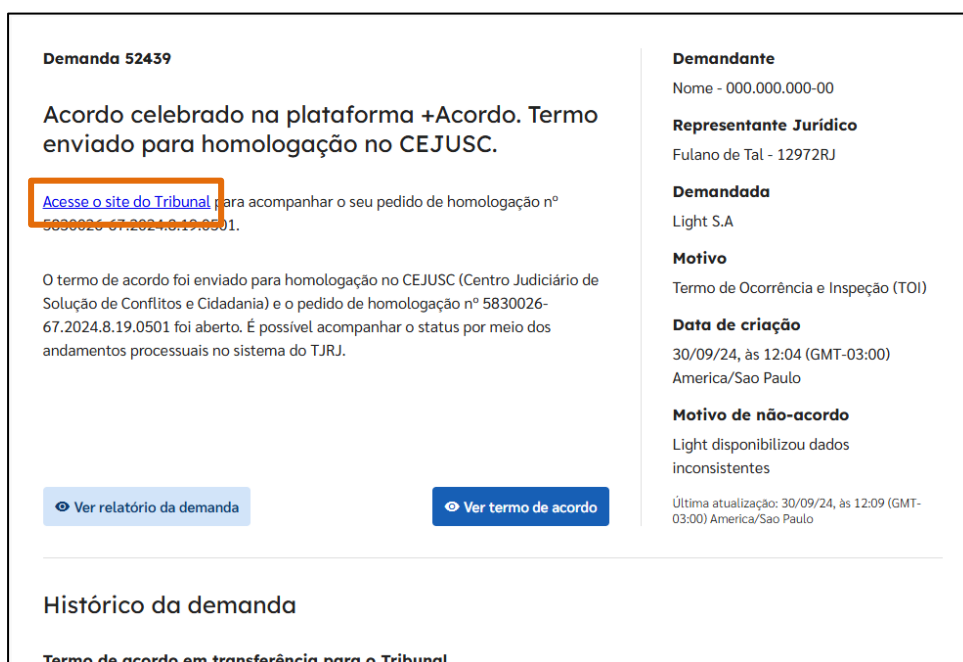 Demanda 52439
Acordo celebrado na plataforma +Acordo. Termo
enviado para homologação no CEJUSC.
Acesse o site do Tribunal para acompanhar o seu pedido de homologação nº
5830026-67.2024.8.19.0501.
O termo de acordo foi enviado para homologação no CEJUSC (Centro Judiciário de
Solução de Conflitos e Cidadania) e o pedido de homologação nº 5830026-
67.2024.8.19.0501 foi aberto. É possível acompanhar o status por meio dos
andamentos processuais no sistema do TJRJ.
Ver relatório da demanda
Ver termo de acordo
Demandante
Nome - 000.000.000-00
Representante Jurídico
Fulano de Tal - 12972RJ
Demandada
Light S.A
Motivo
Termo de Ocorrência e Inspeção (TOI)
Data de criação
30/09/24, às 12:04 (GMT-03:00)
America/Sao Paulo
Motivo de não-acordo
Light disponibilizou dados
inconsistentes
Última atualização: 30/09/24, às 12:09 (GMT-
03:00) America/Sao Paulo
Histórico da demanda
Termo de acordo em transferência para o Tribunal